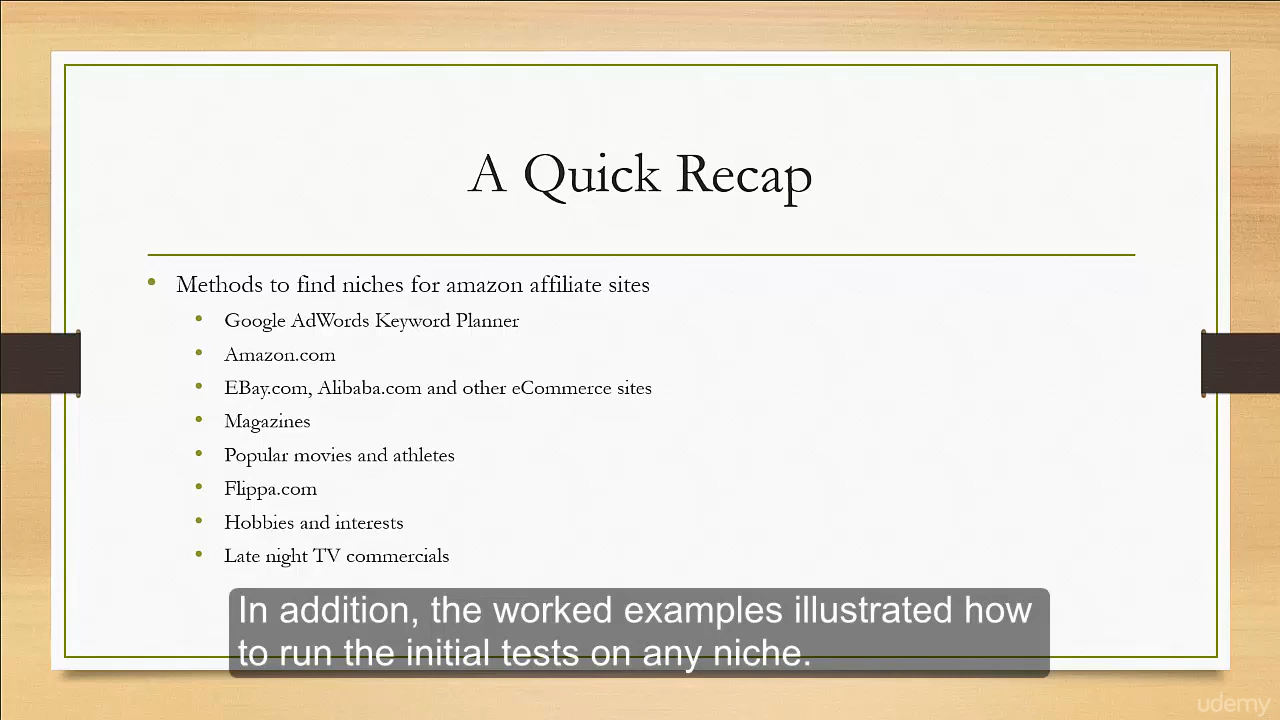 A Quick Recap
• Methods to find niches for amazon affiliate sites
• Google AdWords Keyword Planner
• Amazon.com
• EBay.com, Alibaba.com and other eCommerce sites
• Magazines
• Popular movies and athletes
• Flippa.com
• Hobbies and interests
• Late night TV commercials
In addition, the worked examples illustrated how
to run the initial tests on any niche.
udemy